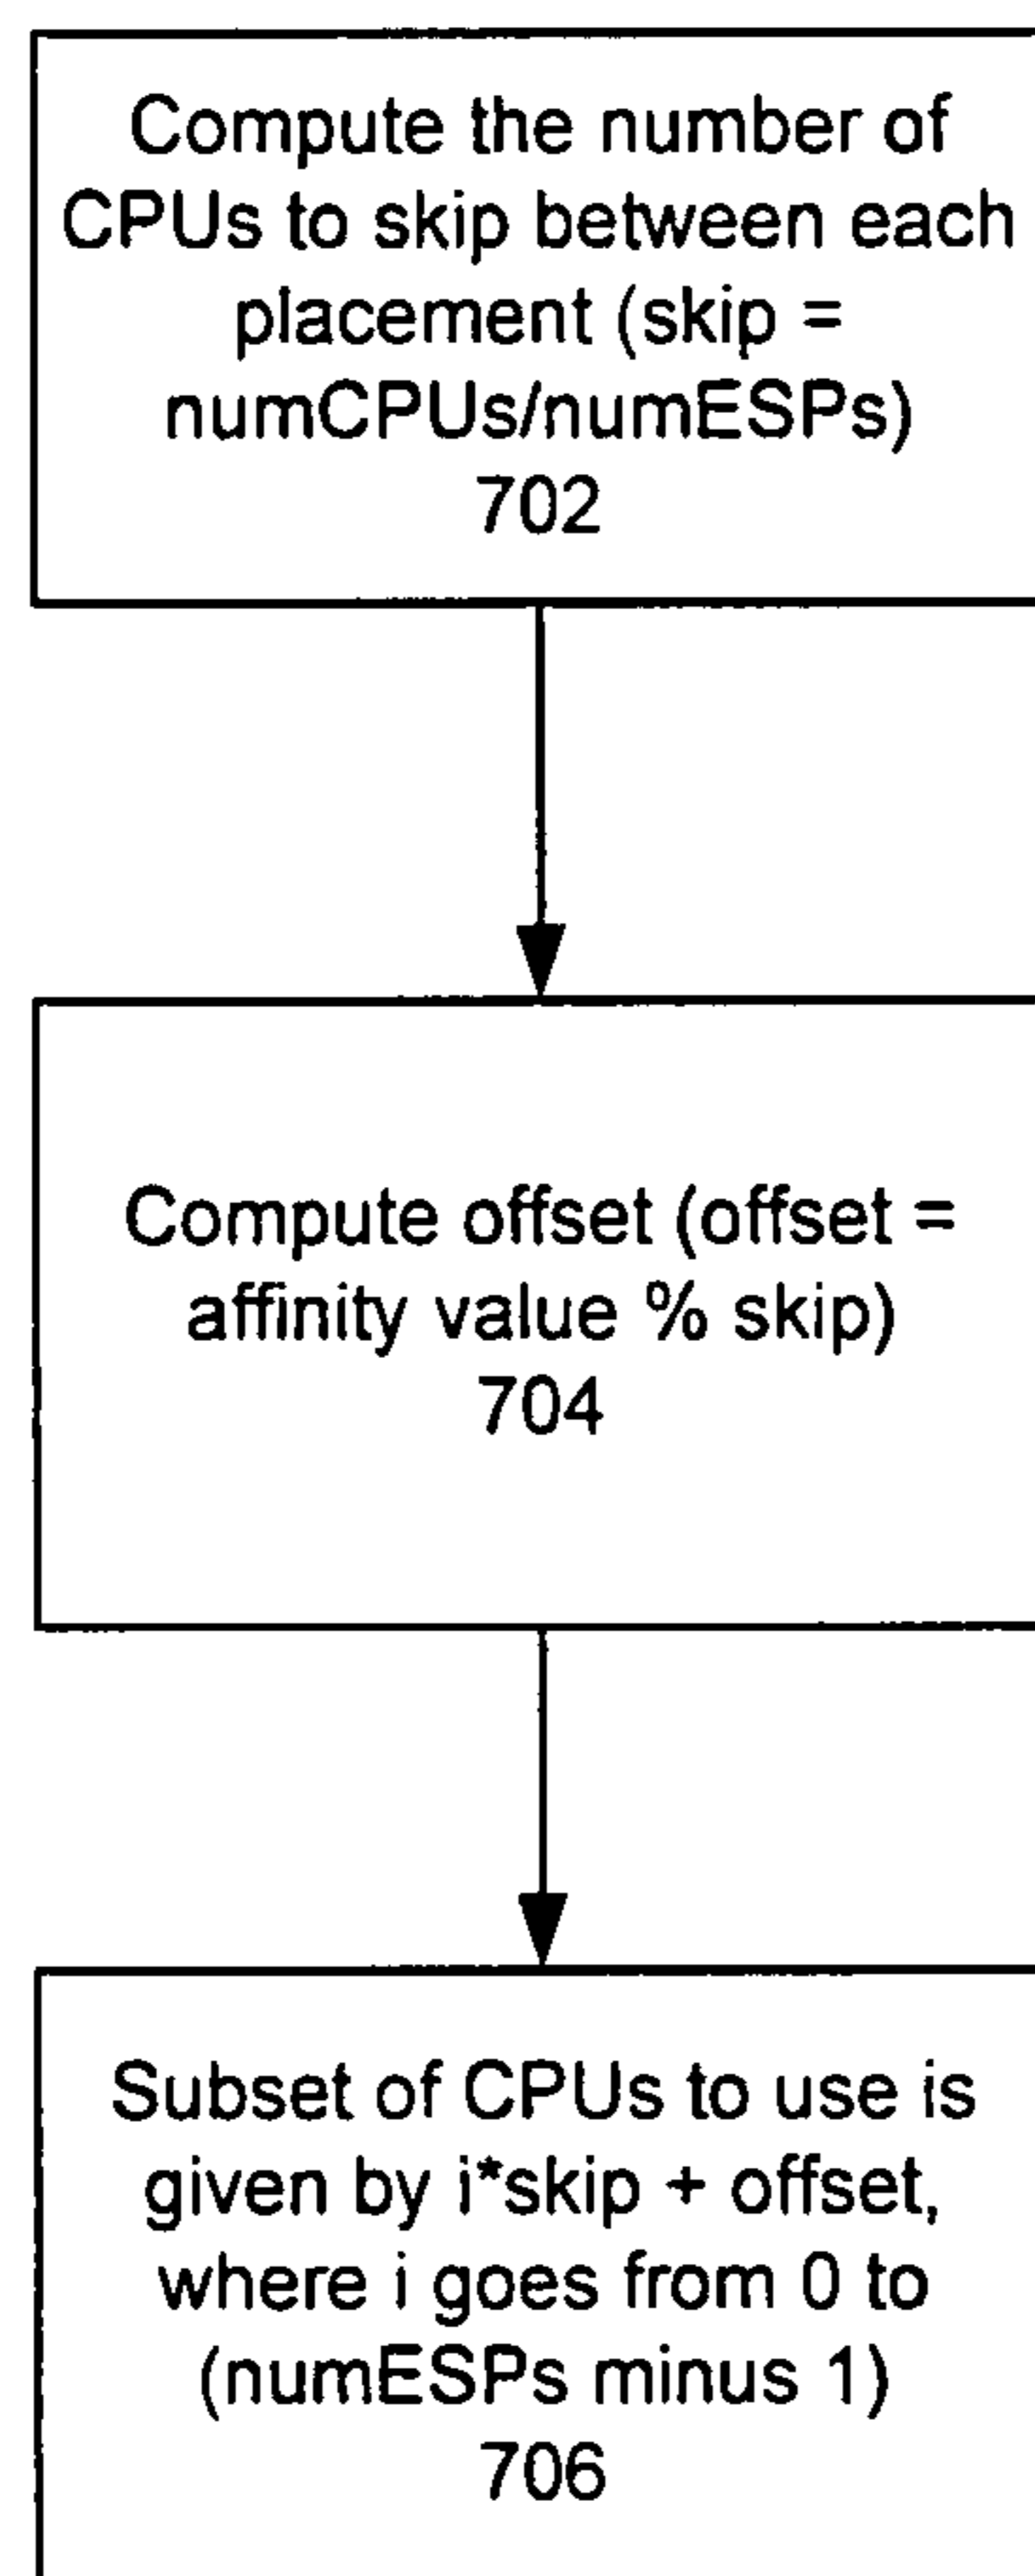 Compute the number of
CPUs to skip between each
placement (skip =
numCPUs/numESPs)
702
Compute offset (offset =
affinity value % skip)
704
Subset of CPUs to use is
given by i*skip + offset,
where i goes from 0 to
(numESPs minus 1)
706